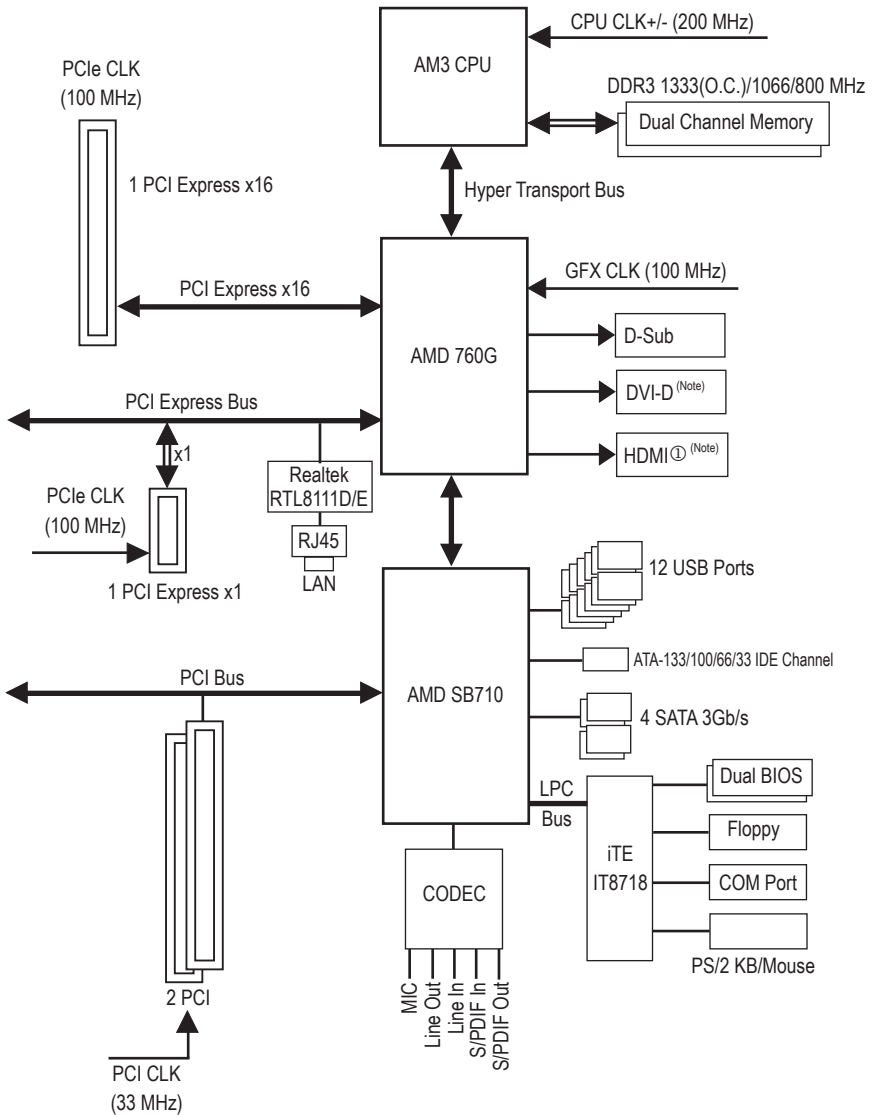 CPU CLK+/- (200 MHz)
AM3 CPU
DDR3 1333(O.C.)/1066/800 MHz
Dual Channel Memory
PCIe CLK
(100 MHz)
1 PCI Express x16
Hyper Transport Bus
PCI Express x16
GFX CLK (100 MHz)
AMD 760G
D-Sub
DVI-D (Note)
HDMI① (Note)
PCI Express Bus
x1
PCIe CLK
(100 MHz)
1 PCI Express x1
Realtek
RTL8111D/E
RJ45
LAN
12 USB Ports
ATA-133/100/66/33 IDE Channel
PCI Bus
AMD SB710
4 SATA 3Gb/s
LPC
Bus
iTE
IT8718
Dual BIOS
Floppy
COM Port
PS/2 KB/Mouse
CODEC
MIC
Line Out
Line In
S/PDIF In
S/PDIF Out
2 PCI
PCI CLK
(33 MHz)